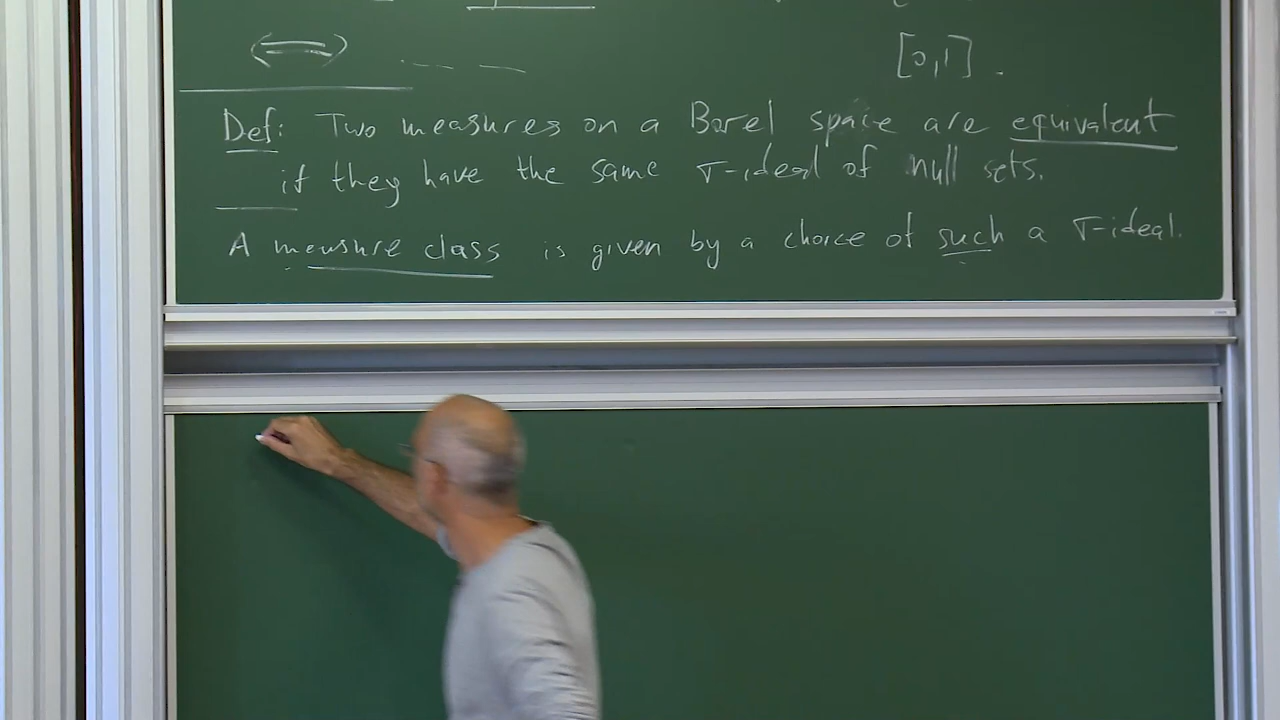 ⟺ ... — —
[0,1].
Def: Two measures on a Borel space are equivalent
if they have the same σ-ideal of null sets.
A measure class is given by a choice of such a σ-ideal.